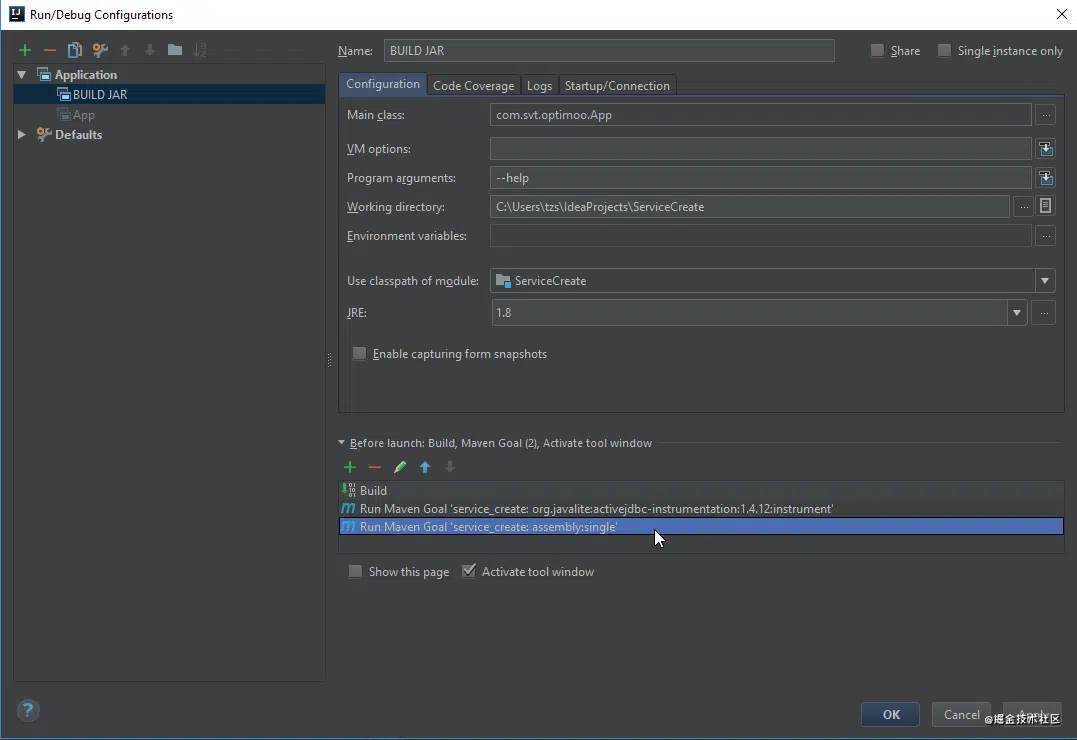 Run/Debug Configurations
Name: BUILD JAR Share Single instance only
Application
BUILD JAR
App
Defaults
Configuration Code Coverage Logs Startup/Connection
Main class: com.svt.optimoo.App ...
VM options:
Program arguments: --help
Working directory: C:\Users\tzs\IdeaProjects\ServiceCreate ...
Environment variables: ...
Use classpath of module: ServiceCreate
JRE: 1.8 ...
Enable capturing form snapshots
Before launch: Build, Maven Goal (2), Activate tool window
Build
Run Maven Goal 'service_create: org.javalite:activejdbc-instrumentation:1.4.12:instrument'
Run Maven Goal 'service_create: assembly:single'
Show this page Activate tool window
? OK Cancel Apply
@掘金技术社区